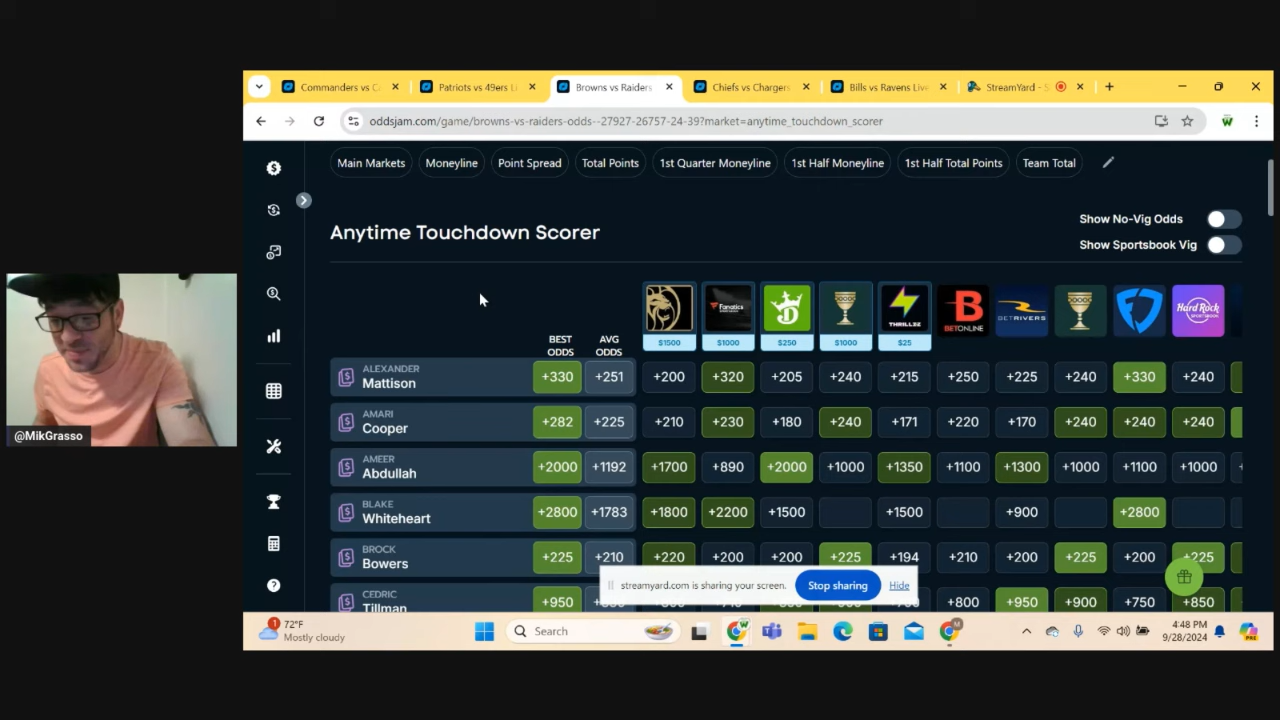 Commanders vs C
Patriots vs 49ers Li
Browns vs Raiders
Chiefs vs Chargers
Bills vs Ravens Live
StreamYard - S
oddsjam.com/game/browns-vs-raiders-odds--27927-26757-24-39?market=anytime_touchdown_scorer
Main Markets
Moneyline
Point Spread
Total Points
1st Quarter Moneyline
1st Half Moneyline
1st Half Total Points
Team Total
Anytime Touchdown Scorer
Show No-Vig Odds
Show Sportsbook Vig
BEST ODDS
AVG ODDS
Fanatics
THRILLZZ
BETONLINE
BETRIVERS
Hard Rock
$1500
$1000
$250
$1000
$25
ALEXANDER
Mattison
+330 +251 +200 +320 +205 +240 +215 +250 +225 +240 +330 +240
AMARI
Cooper
+282 +225 +210 +230 +180 +240 +171 +220 +170 +240 +240 +240
AMEER
Abdullah
+2000 +1192 +1700 +890 +2000 +1000 +1350 +1100 +1300 +1000 +1100 +1000
BLAKE
Whiteheart
+2800 +1783 +1800 +2200 +1500 +1500 +900 +2800
BROCK
Bowers
+225 +210 +220 +200 +200 +225 +194 +210 +200 +225 +200 +225
CEDRIC
Tillman
+950 +800 +950 +900 +750 +850
streamyard.com is sharing your screen.
Stop sharing
Hide
@MikGrasso
1
72°F
Mostly cloudy
Search
4:48 PM
9/28/2024